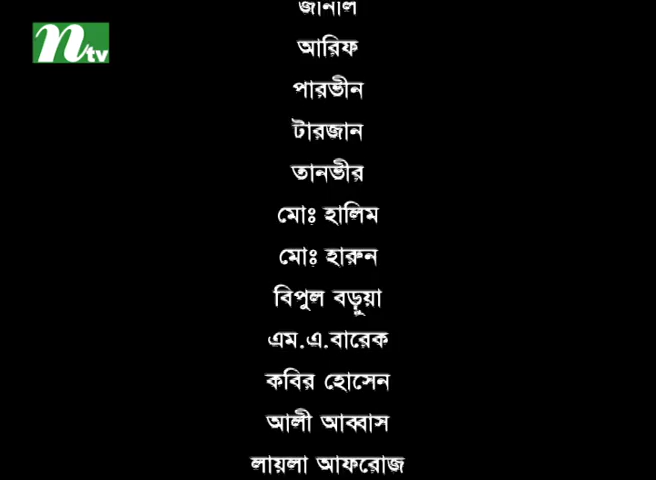 ntv
আরিফ
পারভীন
টারজান
তানভীর
মোঃ হালিম
মোঃ হারুন
বিপুল বড়ূয়া
এম.এ.বারেক
কবির হোসেন
আলী আব্বাস
লায়লা আফরোজ